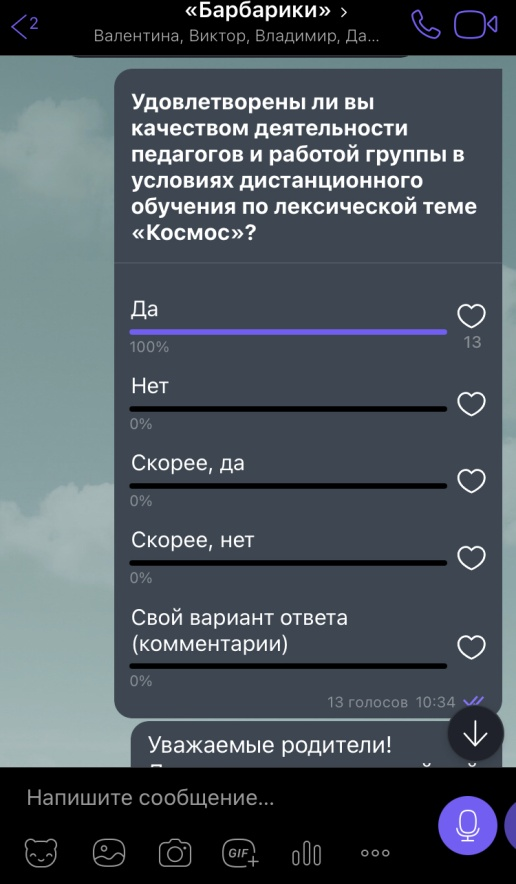 2
«Барбарики» >
Валентина, Виктор, Владимир, Да...
Удовлетворены ли вы
качеством деятельности
педагогов и работой группы в
условиях дистанционного
обучения по лексической теме
«Космос»?
Да
100%
13
Нет
0%
Скорее, да
0%
Скорее, нет
0%
Свой вариант ответа
(комментарии)
0%
13 голосов 10:34
Уважаемые родители!
Напишите сообщение...
GIF